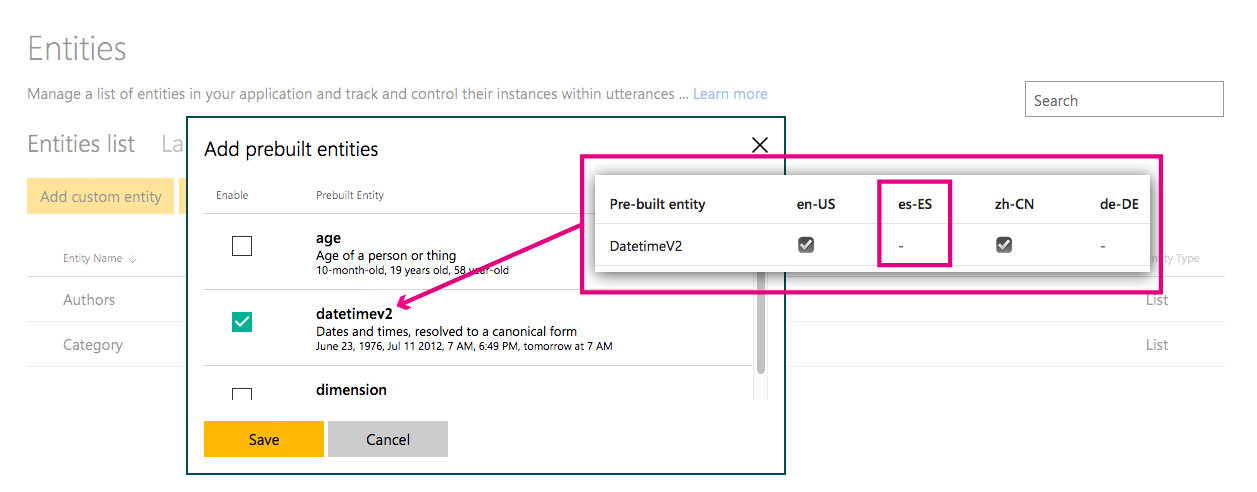 Entities
Manage a list of entities in your application and track and control their instances within utterances ... Learn more
Search
Entities list La
Add custom entity
Entity Name ↓
ntity Type
Authors
List
Category
List
Add prebuilt entities
Enable Prebuilt Entity
age
Age of a person or thing
10-month-old, 19 years old, 58 year-old
datetimev2
Dates and times, resolved to a canonical form
June 23, 1976, Jul 11 2012, 7 AM, 6:49 PM, tomorrow at 7 AM
dimension
Save Cancel
Pre-built entity en-US es-ES zh-CN de-DE
DatetimeV2 - -